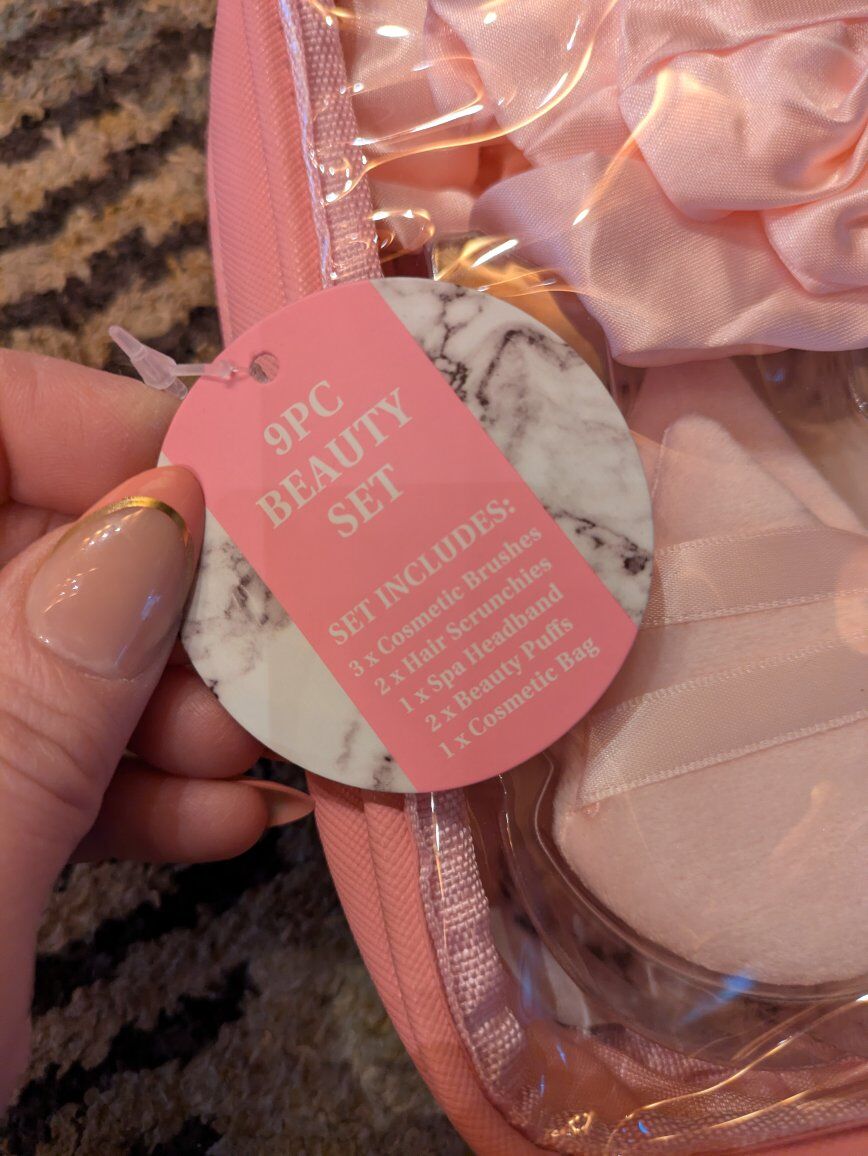 9PC
BEAUTY
SET
SET INCLUDES:
3 x Cosmetic Brushes
2 x Hair Scrunchies
1 x Spa Headband
2 x Beauty Puffs
1 x Cosmetic Bag